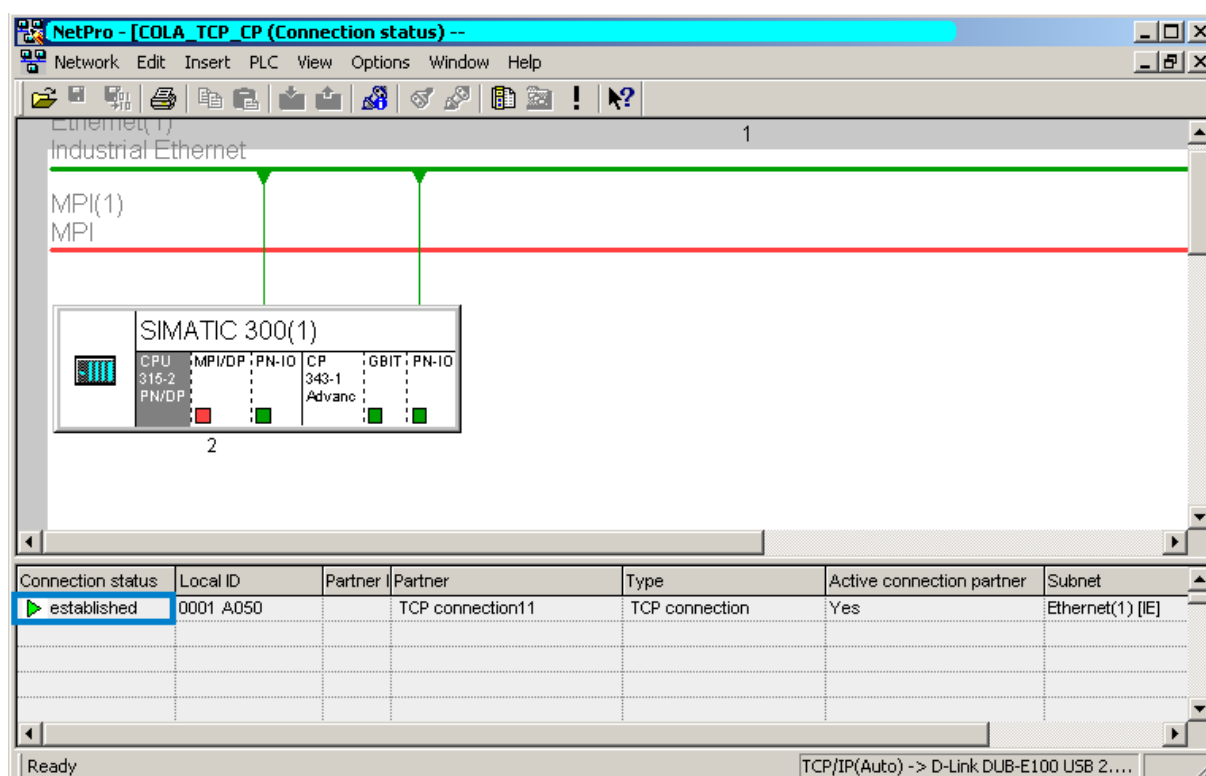 NetPro - [COLA_TCP_CP (Connection status) --
Network Edit Insert PLC View Options Window Help
Ethernet(1)
Industrial Ethernet
1
MPI(1)
MPI
SIMATIC 300(1)
CPU 315-2 PN/DP
MPI/DP
PN-IO
CP 343-1 Advanc
GBIT
PN-IO
2
Connection status Local ID Partner I Partner Type Active connection partner Subnet
established 0001 A050 TCP connection11 TCP connection Yes Ethernet(1) [IE]
Ready TCP/IP(Auto) -> D-Link DUB-E100 USB 2....